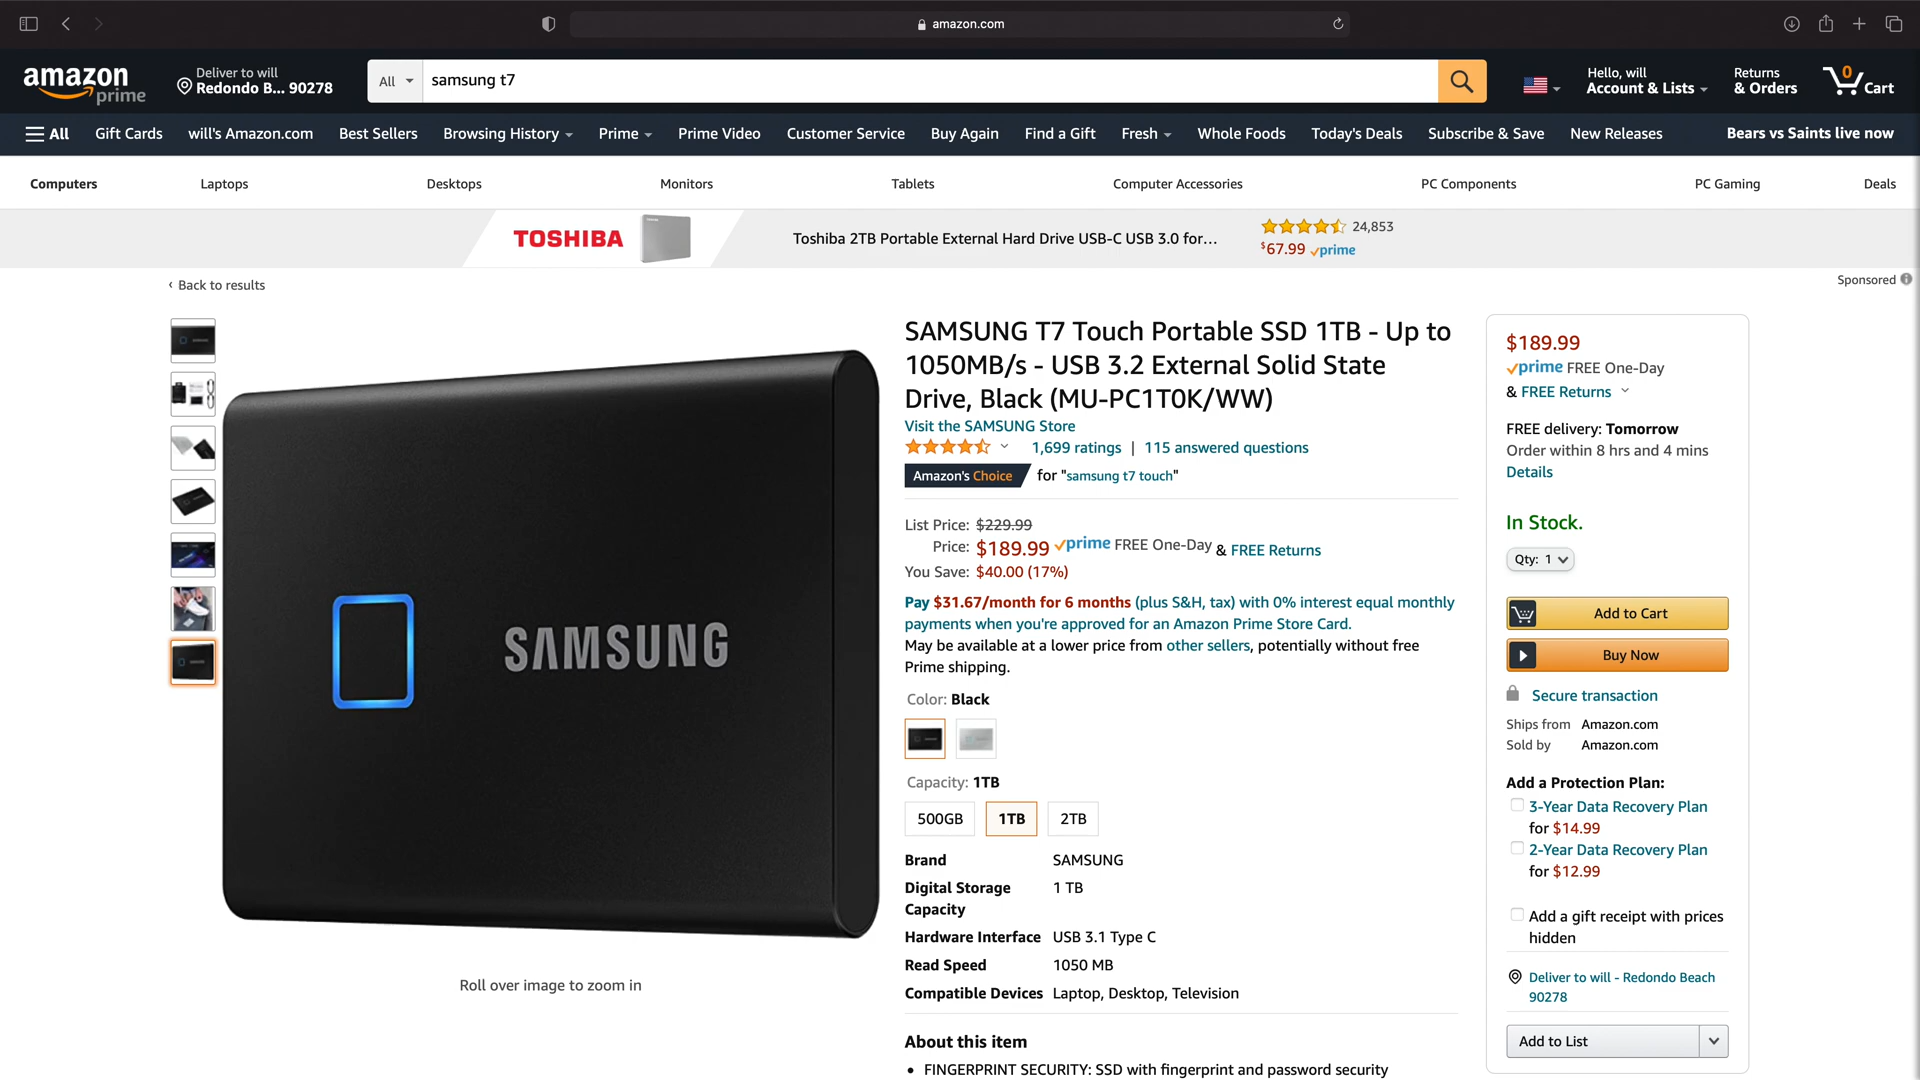 amazon.com
amazon prime
Deliver to will
Redondo B... 90278
All
samsung t7
Hello, will
Account & Lists
Returns
& Orders
0
Cart
All
Gift Cards
will's Amazon.com
Best Sellers
Browsing History
Prime
Prime Video
Customer Service
Buy Again
Find a Gift
Fresh
Whole Foods
Today's Deals
Subscribe & Save
New Releases
Bears vs Saints live now
Computers
Laptops
Desktops
Monitors
Tablets
Computer Accessories
PC Components
PC Gaming
Deals
TOSHIBA
Toshiba 2TB Portable External Hard Drive USB-C USB 3.0 for...
24,853
$67.99 prime
Sponsored
‹ Back to results
SAMSUNG
SAMSUNG T7 Touch Portable SSD 1TB - Up to
1050MB/s - USB 3.2 External Solid State
Drive, Black (MU-PC1T0K/WW)
Visit the SAMSUNG Store
1,699 ratings | 115 answered questions
Amazon's Choice for "samsung t7 touch"
List Price: $229.99
Price: $189.99 prime FREE One-Day & FREE Returns
You Save: $40.00 (17%)
Pay $31.67/month for 6 months (plus S&H, tax) with 0% interest equal monthly
payments when you're approved for an Amazon Prime Store Card.
May be available at a lower price from other sellers, potentially without free
Prime shipping.
Color: Black
Capacity: 1TB
500GB
1TB
2TB
Brand SAMSUNG
Digital Storage 1 TB
Capacity
Hardware Interface USB 3.1 Type C
Read Speed 1050 MB
Compatible Devices Laptop, Desktop, Television
About this item
• FINGERPRINT SECURITY: SSD with fingerprint and password security
Roll over image to zoom in
$189.99
prime FREE One-Day
& FREE Returns
FREE delivery: Tomorrow
Order within 8 hrs and 4 mins
Details
In Stock.
Qty: 1
Add to Cart
Buy Now
Secure transaction
Ships from Amazon.com
Sold by Amazon.com
Add a Protection Plan:
3-Year Data Recovery Plan
for $14.99
2-Year Data Recovery Plan
for $12.99
Add a gift receipt with prices
hidden
Deliver to will - Redondo Beach
90278
Add to List